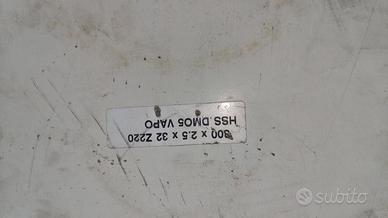 300 x 2.5 x 32 Z220
HSS. DMO5 VAPO
subito